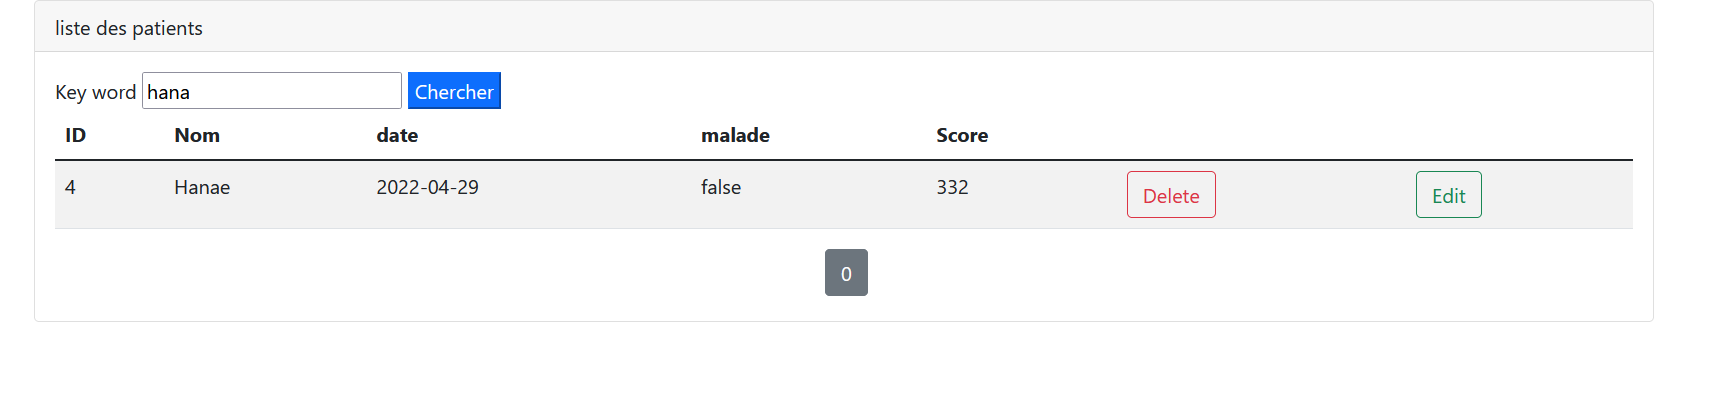 liste des patients
Key word hana Chercher
ID Nom date malade Score
4 Hanae 2022-04-29 false 332 Delete Edit
0